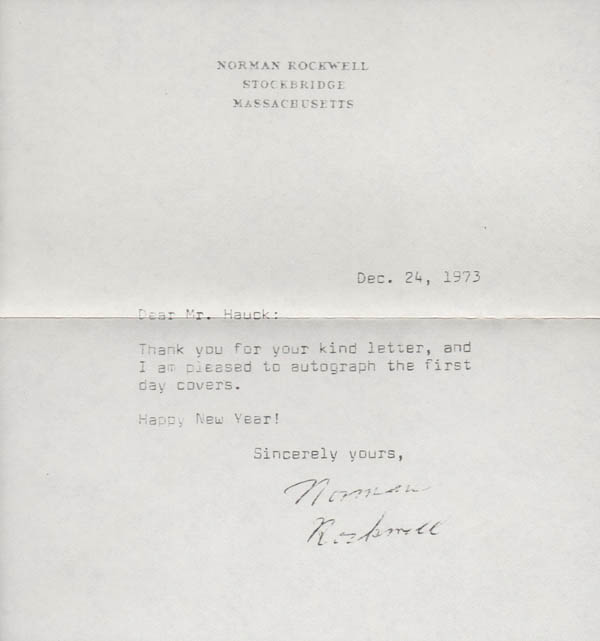 NORMAN ROCKWELL
STOCKBRIDGE
MASSACHUSETTS
Dec. 24, 1973
Dear Mr. Hauck:
Thank you for your kind letter, and
I am pleased to autograph the first
day covers.
Happy New Year!
Sincerely yours,
Norman
Rockwell